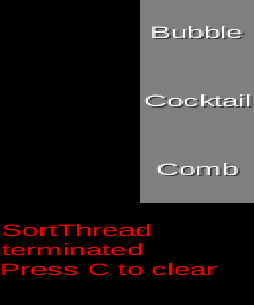 Bubble
Cocktail
Comb
SortThread
terminated
Press C to clear